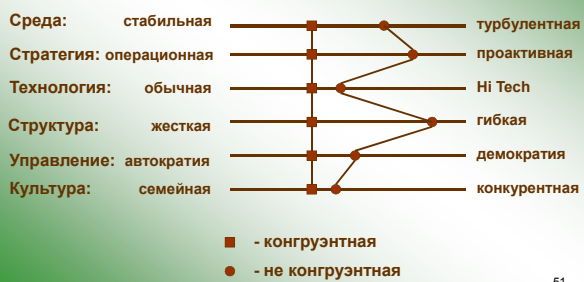 Среда: стабильная турбулентная
Стратегия: операционная проактивная
Технология: обычная Hi Tech
Структура: жесткая гибкая
Управление: автократия демократия
Культура: семейная конкурентная
- конгруэнтная
- не конгруэнтная
51